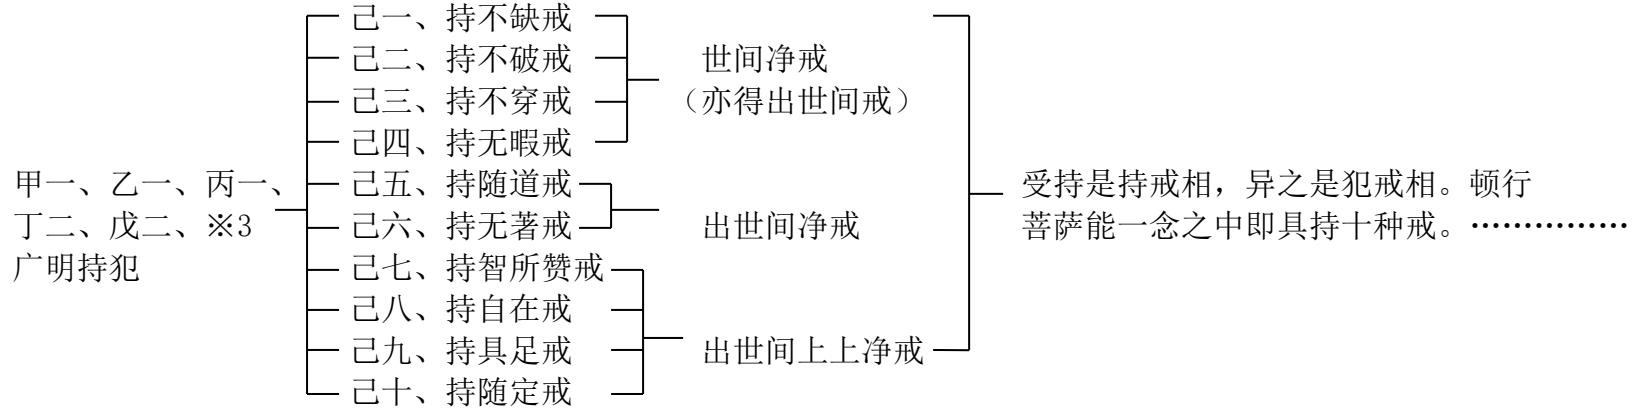 甲一、乙一、丙一、
丁二、戊二、※3
广明持犯
己一、持不缺戒
己二、持不破戒
己三、持不穿戒
己四、持无暇戒
己五、持随道戒
己六、持无著戒
己七、持智所赞戒
己八、持自在戒
己九、持具足戒
己十、持随定戒
世间净戒
（亦得出世间戒）
出世间净戒
出世间上上净戒
受持是持戒相，异之是犯戒相。顿行
菩萨能一念之中即具持十种戒。……………